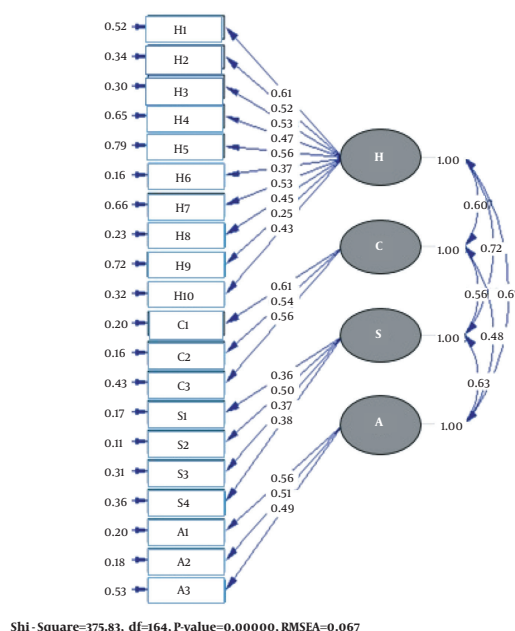 0.52 H1
0.34 H2
0.30 H3
0.65 H4
0.79 H5
0.16 H6
0.66 H7
0.23 H8
0.72 H9
0.32 H10
0.20 C1
0.16 C2
0.43 C3
0.17 S1
0.11 S2
0.31 S3
0.36 S4
0.20 A1
0.18 A2
0.53 A3
0.61
0.52
0.53
0.47
0.56
0.37
0.53
0.45
0.25
0.43
0.61
0.54
0.56
0.36
0.50
0.37
0.38
0.56
0.51
0.49
H 1.00
C 1.00
S 1.00
A 1.00
0.60
0.72
0.56
0.48
0.63
Shi-Square=375.83, df=164, P-value=0.00000, RMSEA=0.067